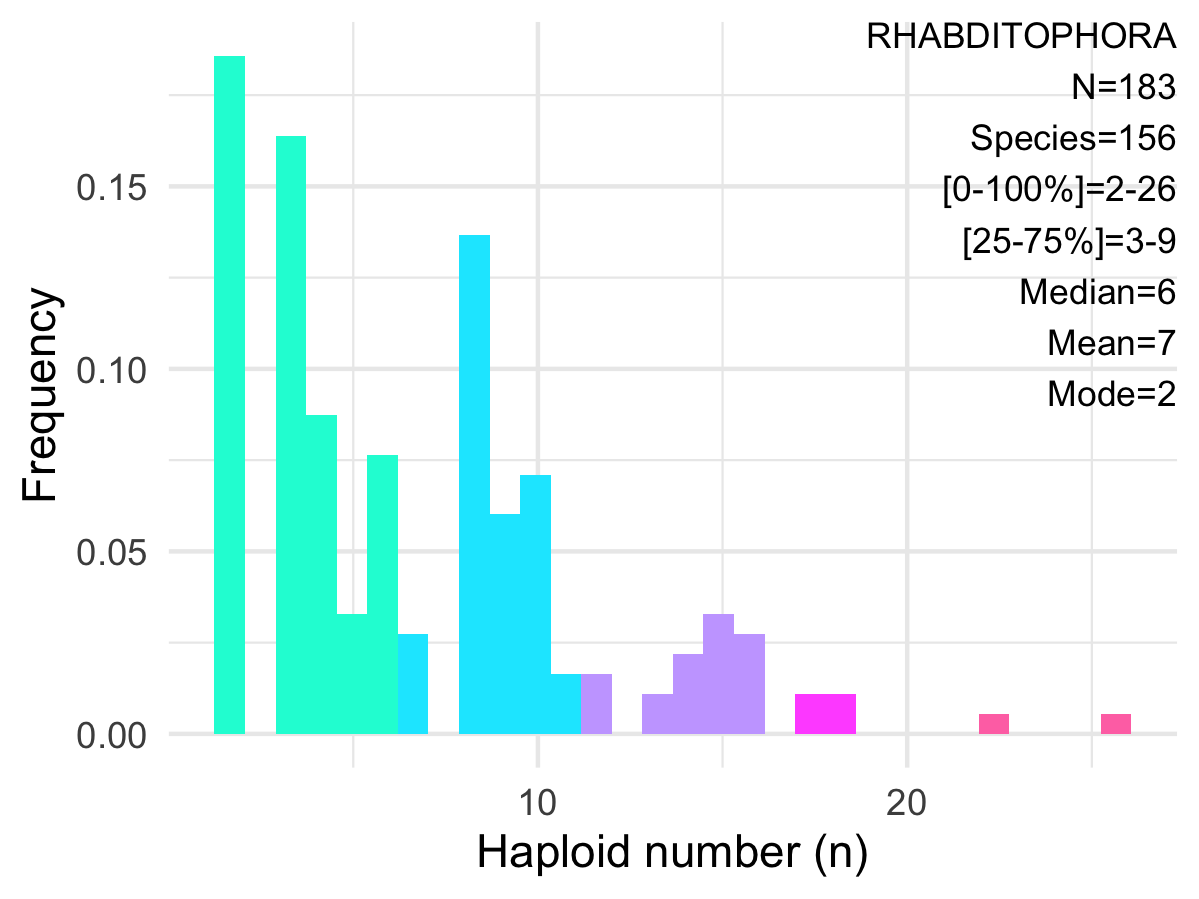 RHABDITOPHORA
N=183
Species=156
[0-100%]=2-26
[25-75%]=3-9
Median=6
Mean=7
Mode=2
Frequency
0.15
0.10
0.05
0.00
10 20
Haploid number (n)